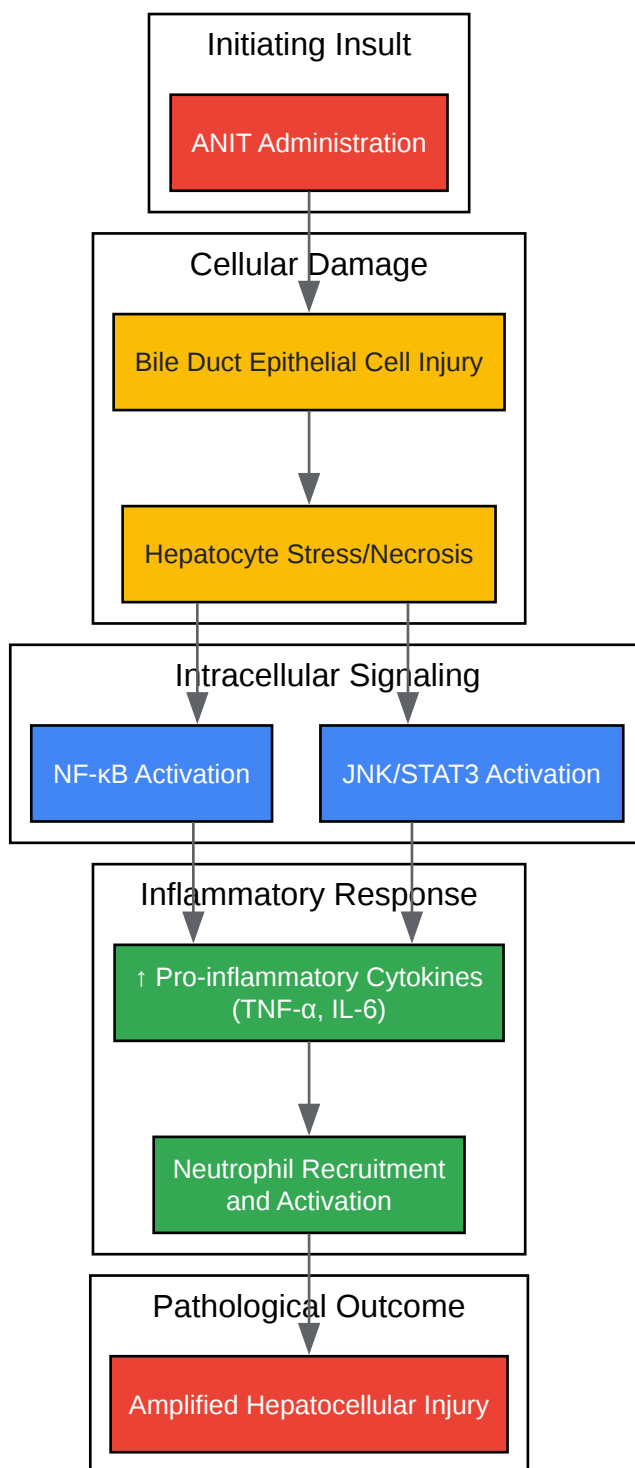 Initiating Insult
ANIT Administration
Cellular Damage
Bile Duct Epithelial Cell Injury
Hepatocyte Stress/Necrosis
Intracellular Signaling
NF-κB Activation
JNK/STAT3 Activation
Inflammatory Response
↑ Pro-inflammatory Cytokines
(TNF-α, IL-6)
Neutrophil Recruitment
and Activation
Pathological Outcome
Amplified Hepatocellular Injury